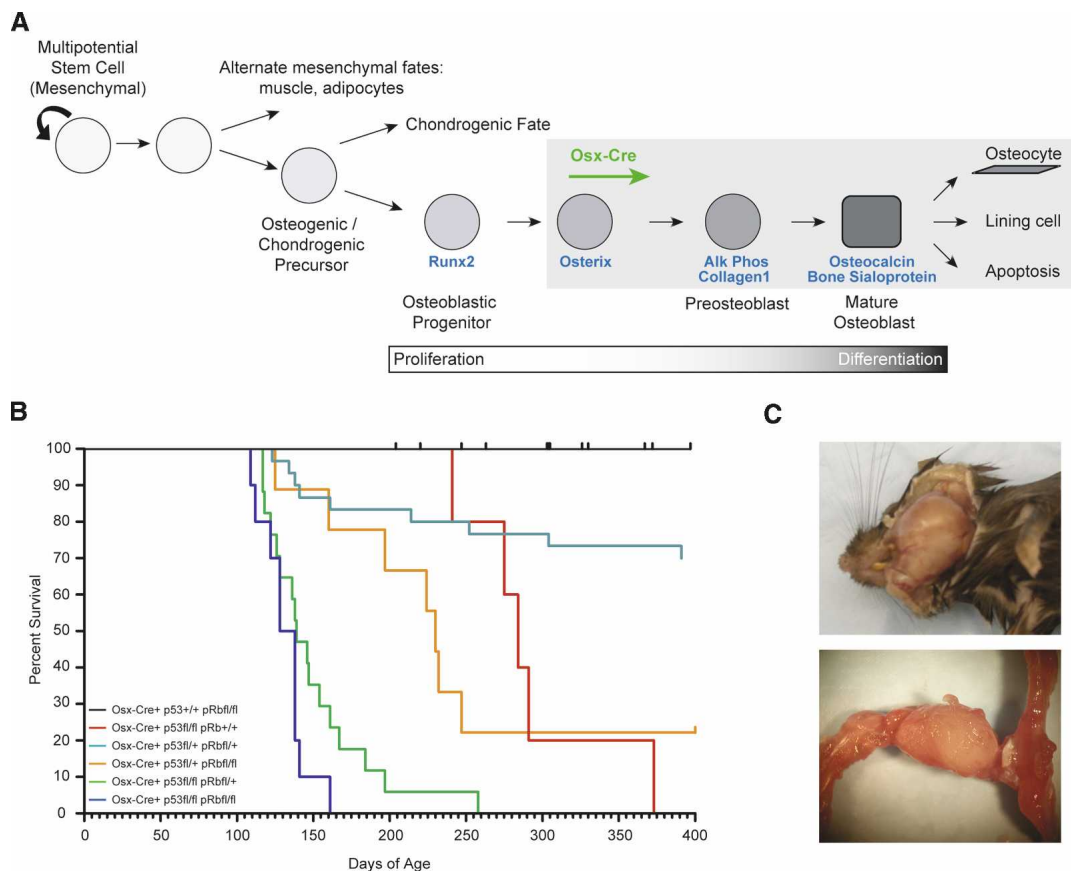 A
Multipotential
Stem Cell
(Mesenchymal)
Alternate mesenchymal fates:
muscle, adipocytes
Chondrogenic Fate
Osteogenic /
Chondrogenic
Precursor
Runx2
Osteoblastic
Progenitor
Osx-Cre
Osterix
Alk Phos
Collagen1
Preosteoblast
Osteocalcin
Bone Sialoprotein
Mature
Osteoblast
Osteocyte
Lining cell
Apoptosis
Proliferation
Differentiation
B
Percent Survival
100
90
80
70
60
50
40
30
20
10
0
Osx-Cre+ p53+/+ pRbfl/fl
Osx-Cre+ p53fl/fl pRb+/+
Osx-Cre+ p53fl/+ pRbfl/+
Osx-Cre+ p53fl/+ pRbfl/fl
Osx-Cre+ p53fl/fl pRbfl/+
Osx-Cre+ p53fl/fl pRbfl/fl
0 50 100 150 200 250 300 350 400
Days of Age
C